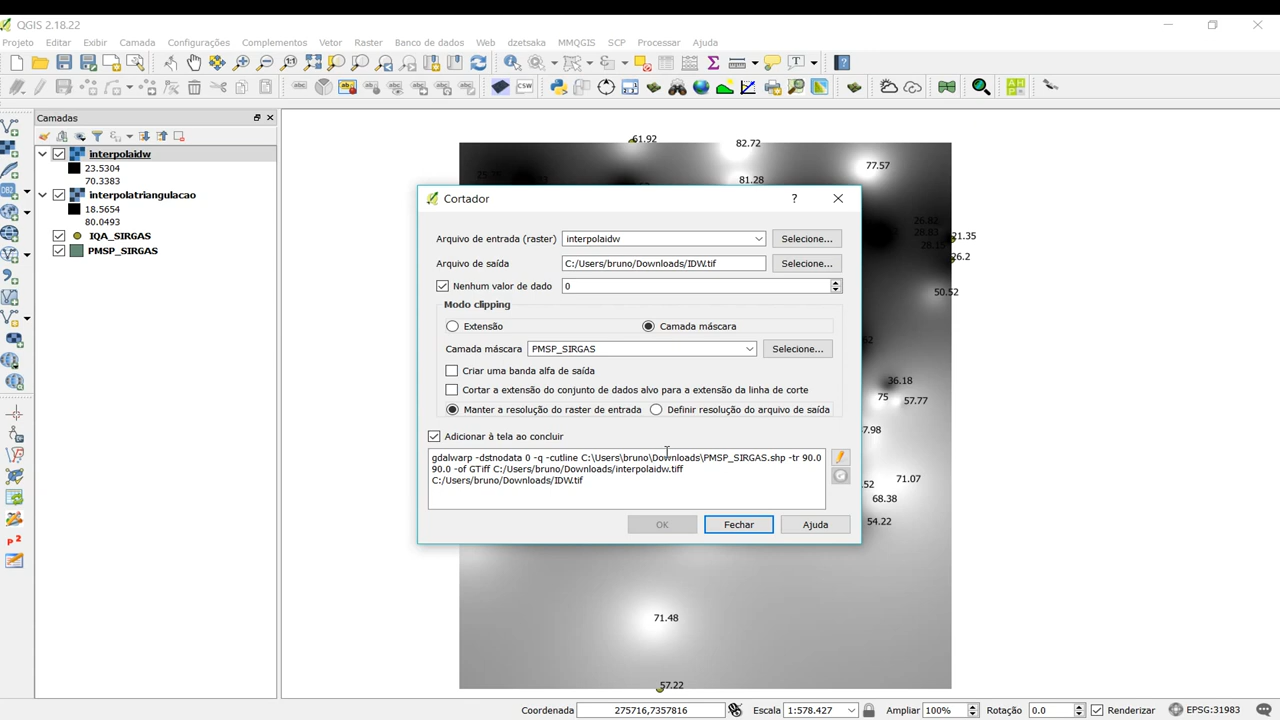 QGIS 2.18.22
Projeto Editar Exibir Camada Configurações Complementos Vetor Raster Banco de dados Web dzetsaka MMQGIS SCP Processar Ajuda
Camadas
interpolaidw
23.5304
70.3383
interpolatriangulacao
18.5654
80.0493
IQA_SIRGAS
PMSP_SIRGAS
61.92
82.72
77.57
81.28
26.82
28.83
21.35
28.15
26.2
50.52
36.18
75
57.77
71.07
68.38
54.22
71.48
57.22
Cortador
Arquivo de entrada (raster) interpolaidw Selecione...
Arquivo de saída C:/Users/bruno/Downloads/IDW.tif Selecione...
Nenhum valor de dado 0
Modo clipping
Extensão Camada máscara
Camada máscara PMSP_SIRGAS Selecione...
Criar uma banda alfa de saída
Cortar a extensão do conjunto de dados alvo para a extensão da linha de corte
Manter a resolução do raster de entrada Definir resolução do arquivo de saída
Adicionar à tela ao concluir
gdalwarp -dstnodata 0 -q -cutline C:\Users\bruno\Downloads\PMSP_SIRGAS.shp -tr 90.0
90.0 -of GTiff C:/Users/bruno/Downloads/interpolaidw.tiff
C:/Users/bruno/Downloads/IDW.tif
OK Fechar Ajuda
Coordenada 275716,7357816 Escala 1:578.427 Ampliar 100% Rotação 0.0 Renderizar EPSG:31983